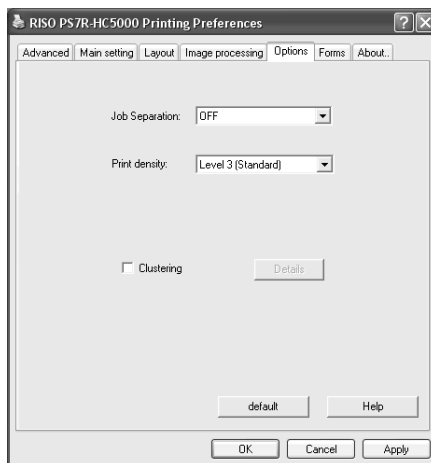 RISO PS7R-HC5000 Printing Preferences
Advanced Main setting Layout Image processing Options Forms About..
Job Separation: OFF
Print density: Level 3 (Standard)
Clustering Details
default Help
OK Cancel Apply